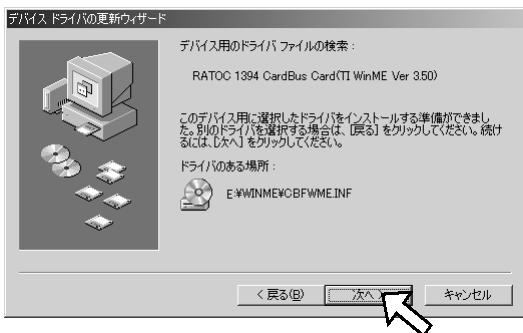 デバイス ドライバの更新ウィザード
デバイス用のドライバ ファイルの検索 :
RATOC 1394 CardBus Card(TI WinME Ver 3.50)
このデバイス用に選択したドライバをインストールする準備ができまし
た。別のドライバを選択する場合は、[戻る] をクリックしてください。続け
るには、[次へ] をクリックしてください。
ドライバのある場所 :
E:¥WINME¥CBFWME.INF
< 戻る(B)
次へ >
キャンセル